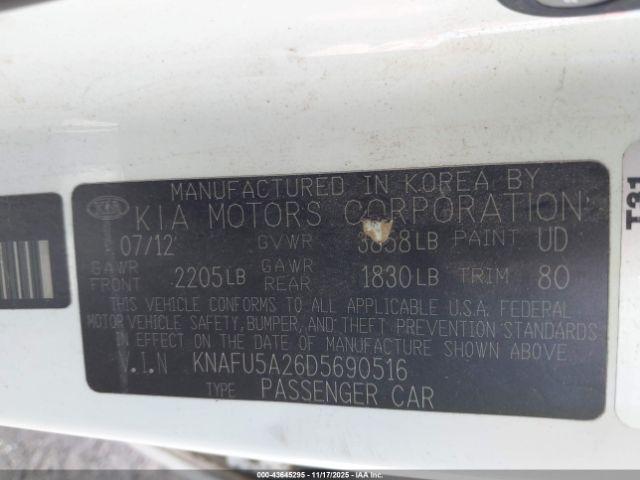 MANUFACTURED IN KOREA BY
KIA MOTORS CORPORATION
07/12 GVWR 3858LB PAINT UD
GAWR FRONT 2205LB GAWR REAR 1830LB TRIM 80
THIS VEHICLE CONFORMS TO ALL APPLICABLE U.S.A. FEDERAL
MOTOR VEHICLE SAFETY, BUMPER, AND THEFT PREVENTION STANDARDS
IN EFFECT ON THE DATE OF MANUFACTURE SHOWN ABOVE.
V.I.N KNAFU5A26D5690516
TYPE PASSENGER CAR
T31
Stock No: 43645295 - 11/17/2025 - IAA Inc.